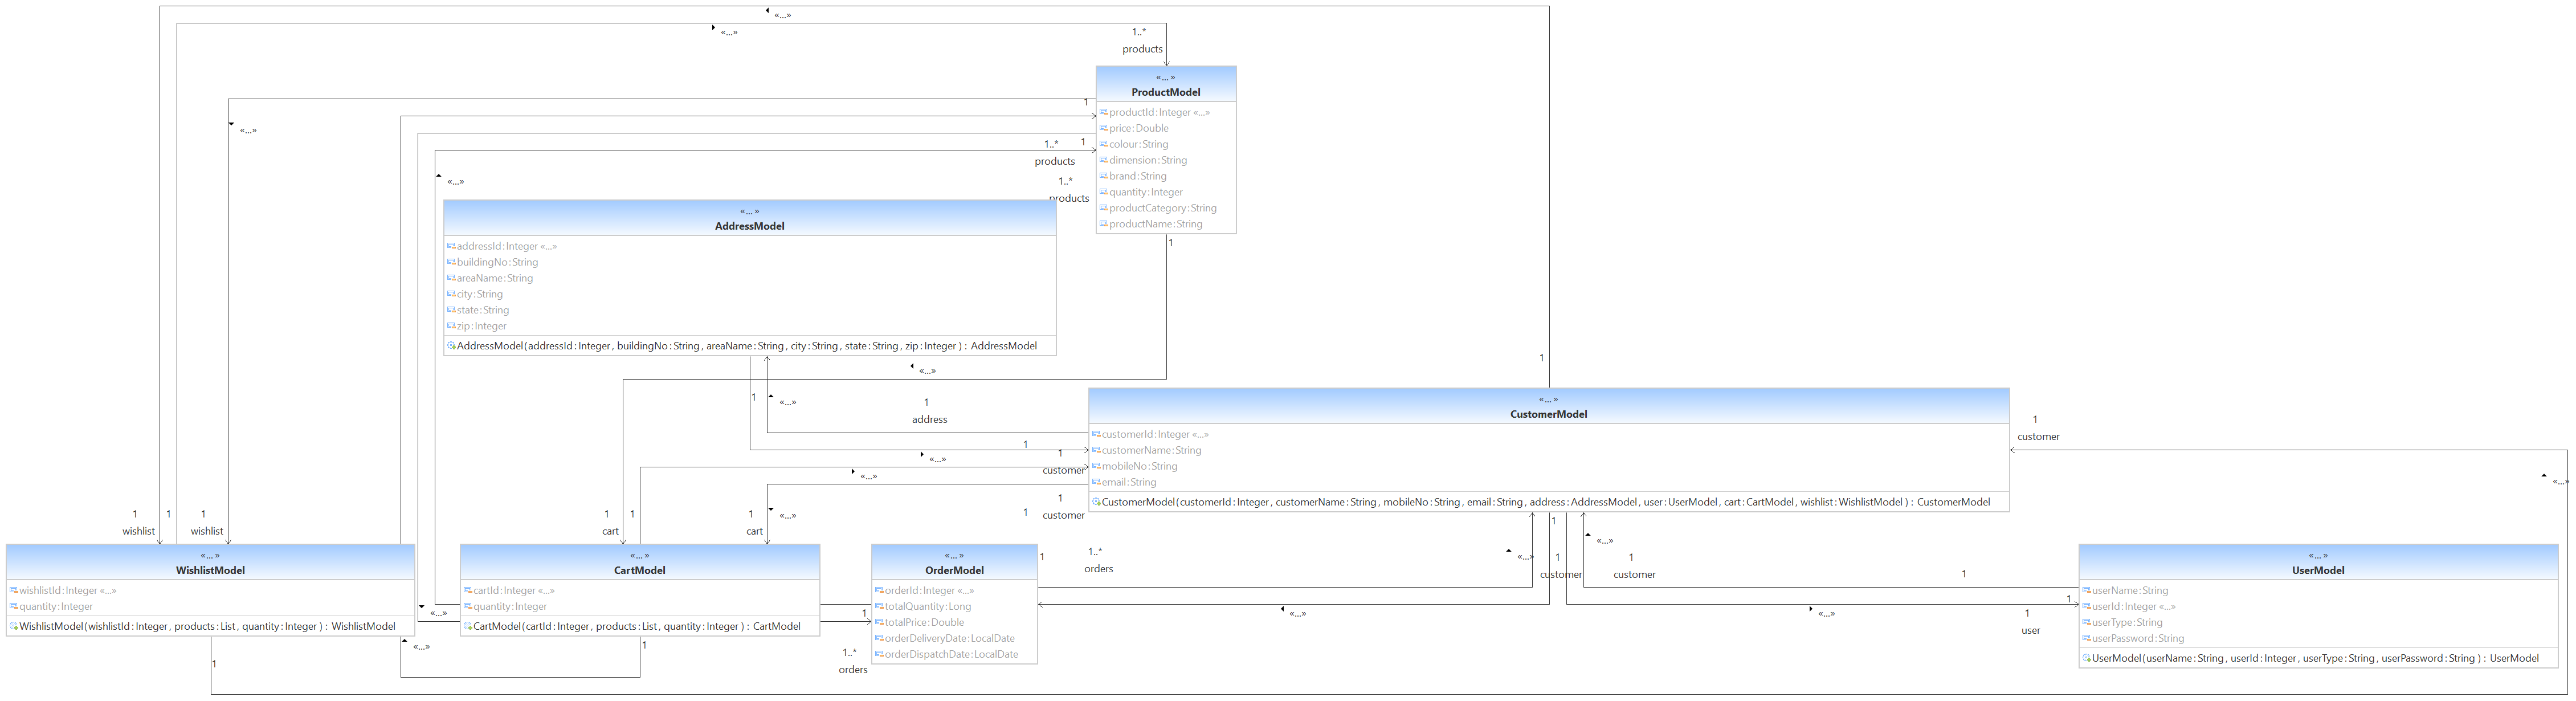 «...»
«...»
1..*
products
«... »
ProductModel
productId: Integer «...»
price: Double
colour: String
dimension: String
brand: String
quantity: Integer
productCategory: String
productName: String
1
«...»
1
1..*
products
«...»
1..*
products
1
«... »
AddressModel
addressId: Integer «...»
buildingNo: String
areaName: String
city: String
state: String
zip: Integer
AddressModel(addressId: Integer, buildingNo: String, areaName: String, city: String, state: String, zip: Integer ) : AddressModel
«...»
1
1
«...»
1
address
1
«...»
1
customer
«...»
«... »
CustomerModel
customerId: Integer «...»
customerName: String
mobileNo: String
email: String
CustomerModel(customerId: Integer, customerName: String, mobileNo: String, email: String, address: AddressModel, user: UserModel, cart: CartModel, wishlist: WishlistModel ) : CustomerModel
1
customer
«...»
1
wishlist
1
1
wishlist
1
cart
1
1
cart
«...»
1
1
customer
«... »
WishlistModel
wishlistId: Integer «...»
quantity: Integer
WishlistModel(wishlistId: Integer, products: List, quantity: Integer ) : WishlistModel
1
«...»
«...»
«... »
CartModel
cartId: Integer «...»
quantity: Integer
CartModel(cartId: Integer, products: List, quantity: Integer ) : CartModel
1
1
1..*
orders
«... »
OrderModel
orderId: Integer «...»
totalQuantity: Long
totalPrice: Double
orderDeliveryDate: LocalDate
orderDispatchDate: LocalDate
1
1..*
orders
«...»
«...»
1
1
customer
«...»
1
customer
1
«...»
1
1
user
«... »
UserModel
userName: String
userId: Integer «...»
userType: String
userPassword: String
UserModel(userName: String, userId: Integer, userType: String, userPassword: String ) : UserModel